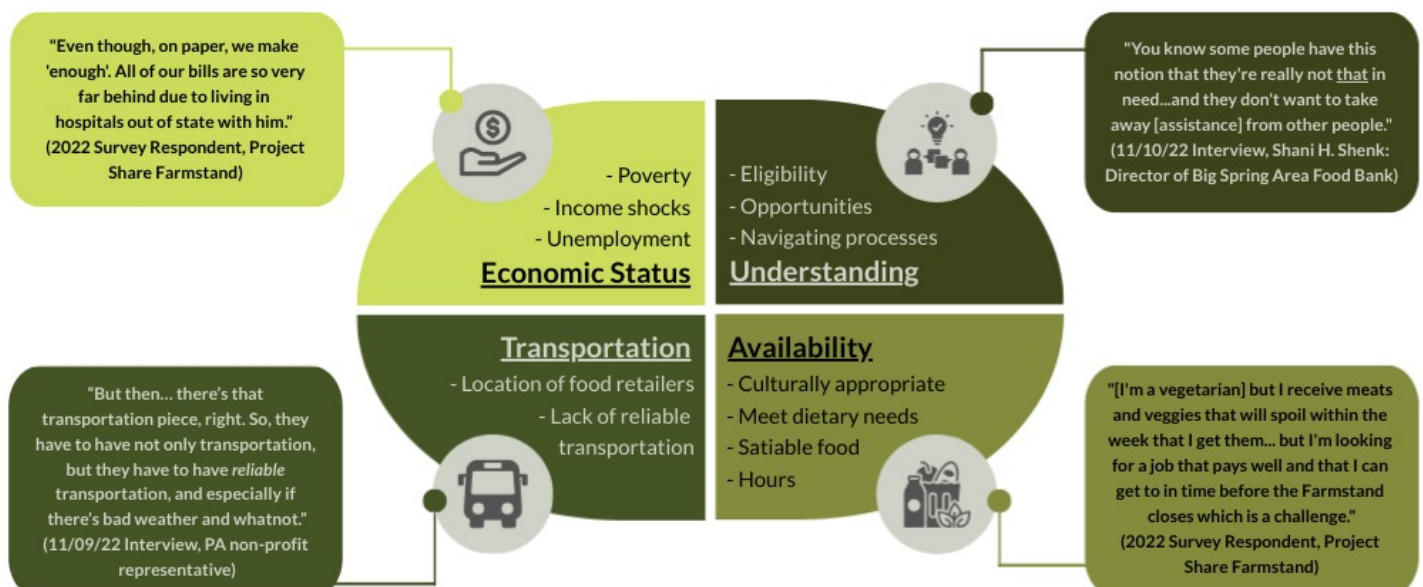 "Even though, on paper, we make
'enough'. All of our bills are so very
far behind due to living in
hospitals out of state with him.”
(2022 Survey Respondent, Project
Share Farmstand)
"You know some people have this
notion that they're really not that in
need...and they don't want to take
away [assistance] from other people."
(11/10/22 Interview, Shani H. Shenk:
Director of Big Spring Area Food Bank)
- Poverty
- Income shocks
- Unemployment
Economic Status
- Eligibility
- Opportunities
- Navigating processes
Understanding
Transportation
- Location of food retailers
- Lack of reliable
transportation
Availability
- Culturally appropriate
- Meet dietary needs
- Satiable food
- Hours
“But then... there’s that
transportation piece, right. So, they
have to have not only transportation,
but they have to have reliable
transportation, and especially if
there’s bad weather and whatnot.”
(11/09/22 Interview, PA non-profit
representative)
"[I'm a vegetarian] but I receive meats
and veggies that will spoil within the
week that I get them... but I'm looking
for a job that pays well and that I can
get to in time before the Farmstand
closes which is a challenge."
(2022 Survey Respondent, Project
Share Farmstand)